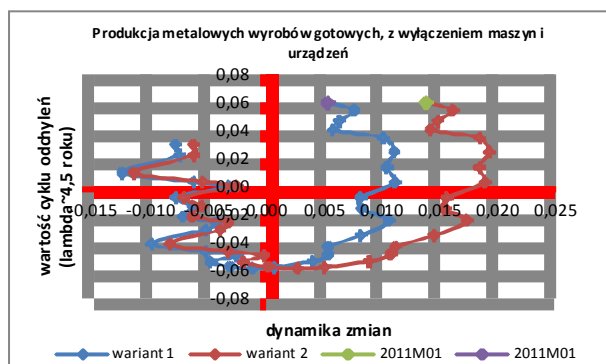 Produkcja metalowych wyrobów gotowych, z wyłączeniem maszyn i
urządzeń
wartość cyklu odchyleń
(lambda~4,5 roku)
0,08
0,06
0,04
0,02
0,00
-0,02
-0,04
-0,06
-0,08
-0,015
-0,010
-0,005
0,000
0,005
0,010
0,015
0,020
0,025
dynamika zmian
wariant 1
wariant 2
2011M01
2011M01